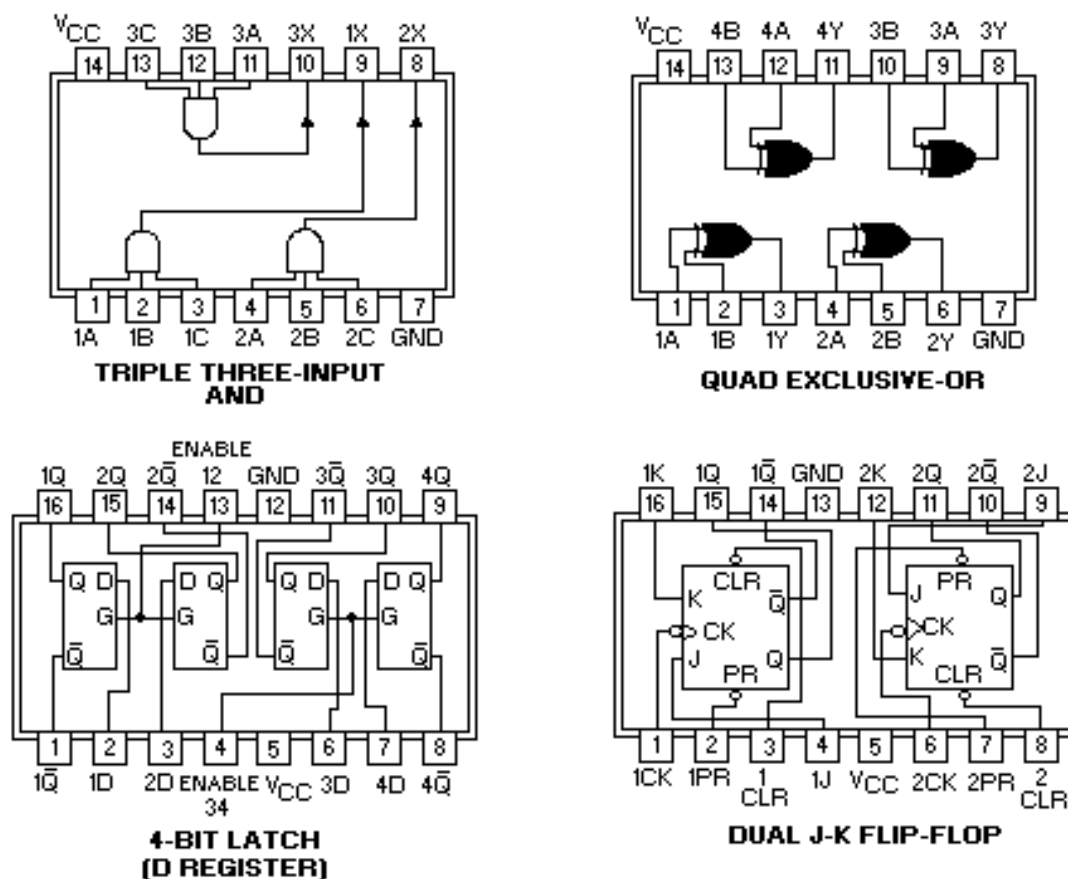 VCC 3C 3B 3A 3X 1X 2X
14 13 12 11 10 9 8
1 2 3 4 5 6 7
1A 1B 1C 2A 2B 2C GND
TRIPLE THREE-INPUT
AND
VCC 4B 4A 4Y 3B 3A 3Y
14 13 12 11 10 9 8
1 2 3 4 5 6 7
1A 1B 1Y 2A 2B 2Y GND
QUAD EXCLUSIVE-OR
ENABLE
1Q 2Q 2Q̅ 12 GND 3Q̅ 3Q 4Q
16 15 14 13 12 11 10 9
Q D D Q Q D D Q
G G G G
Q̅ Q̅ Q̅ Q̅
1 2 3 4 5 6 7 8
1Q̅ 1D 2D ENABLE VCC 3D 4D 4Q̅
34
4-BIT LATCH
(D REGISTER)
1K 1Q 1Q̅ GND 2K 2Q 2Q̅ 2J
16 15 14 13 12 11 10 9
CLR PR
K Q̅ J Q
CK CK
J Q K Q̅
PR CLR
1 2 3 4 5 6 7 8
1CK 1PR 1 1J VCC 2CK 2PR 2
CLR CLR
DUAL J-K FLIP-FLOP